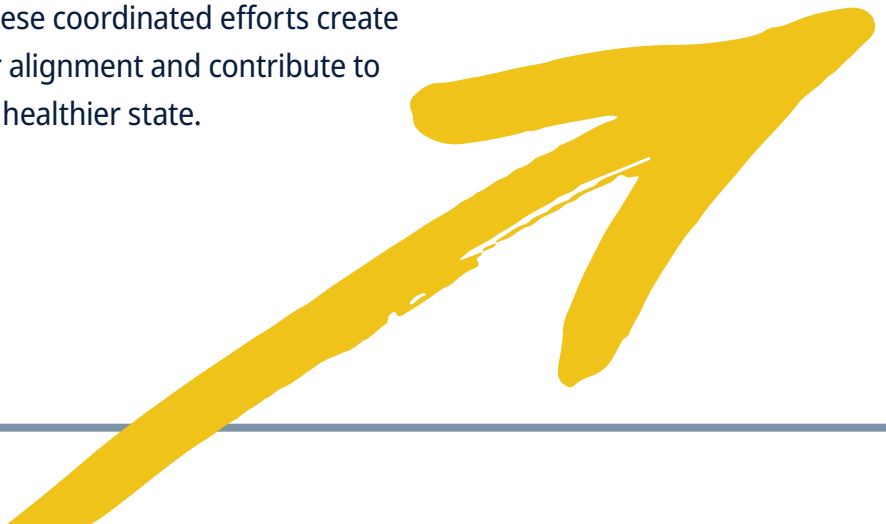 ese coordinated efforts create
alignment and contribute to
healthier state.